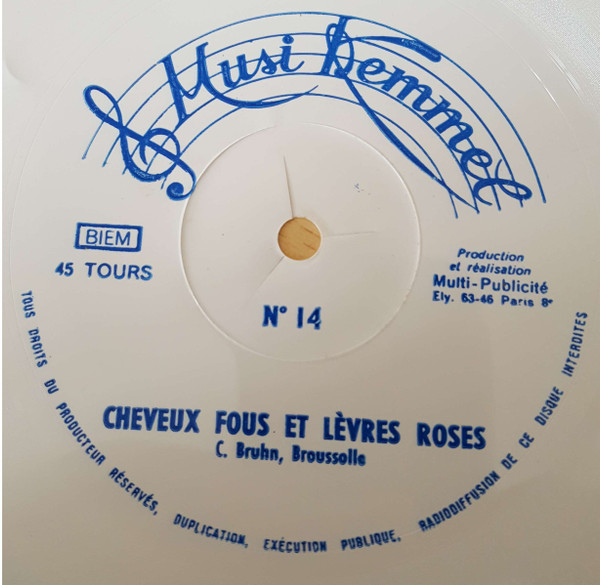 Musi Kemmel
BIEM
45 TOURS
Production
et réalisation
Multi-Publicité
Ely. 63-46 Paris 8e
N° 14
CHEVEUX FOUS ET LÈVRES ROSES
C. Bruhn, Broussolle
TOUS DROITS DU PRODUCTEUR RÉSERVÉS, DUPLICATION, EXÉCUTION PUBLIQUE, RADIODIFFUSION DE CE DISQUE INTERDITES